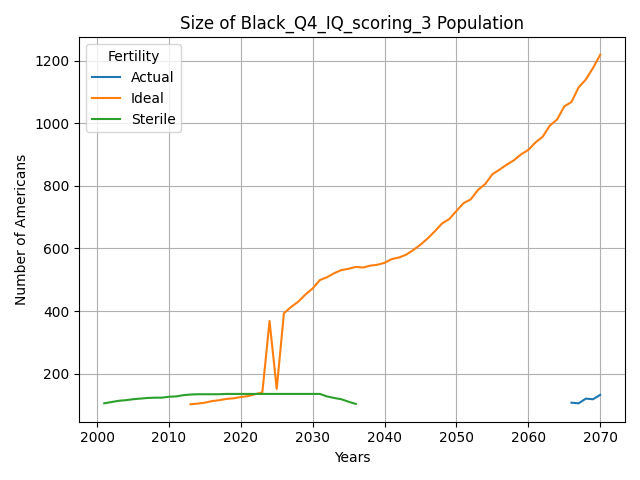 Size of Black_Q4_IQ_scoring_3 Population
Fertility
Actual
Ideal
Sterile
Number of Americans
1200
1000
800
600
400
200
2000 2010 2020 2030 2040 2050 2060 2070
Years